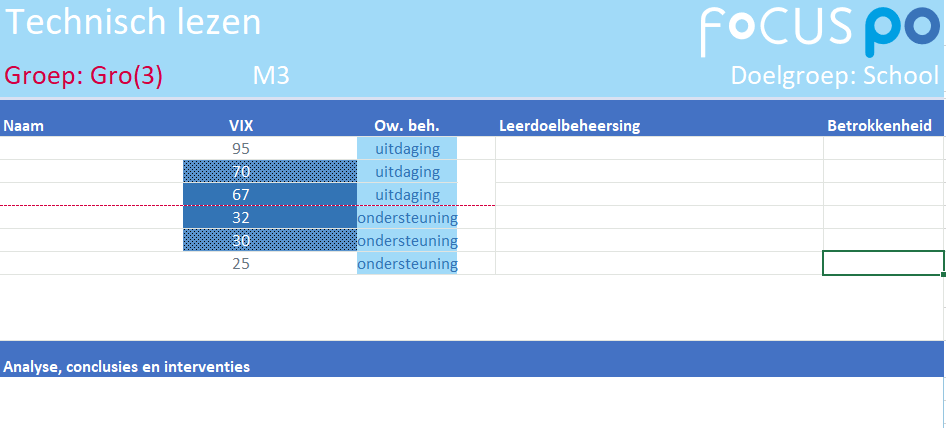 Technisch lezen
FOCUS PO
Groep: Gro(3) M3 Doelgroep: School
Naam VIX Ow. beh. Leerdoelbeheersing Betrokkenheid
95 uitdaging
70 uitdaging
67 uitdaging
32 ondersteuning
30 ondersteuning
25 ondersteuning
Analyse, conclusies en interventies